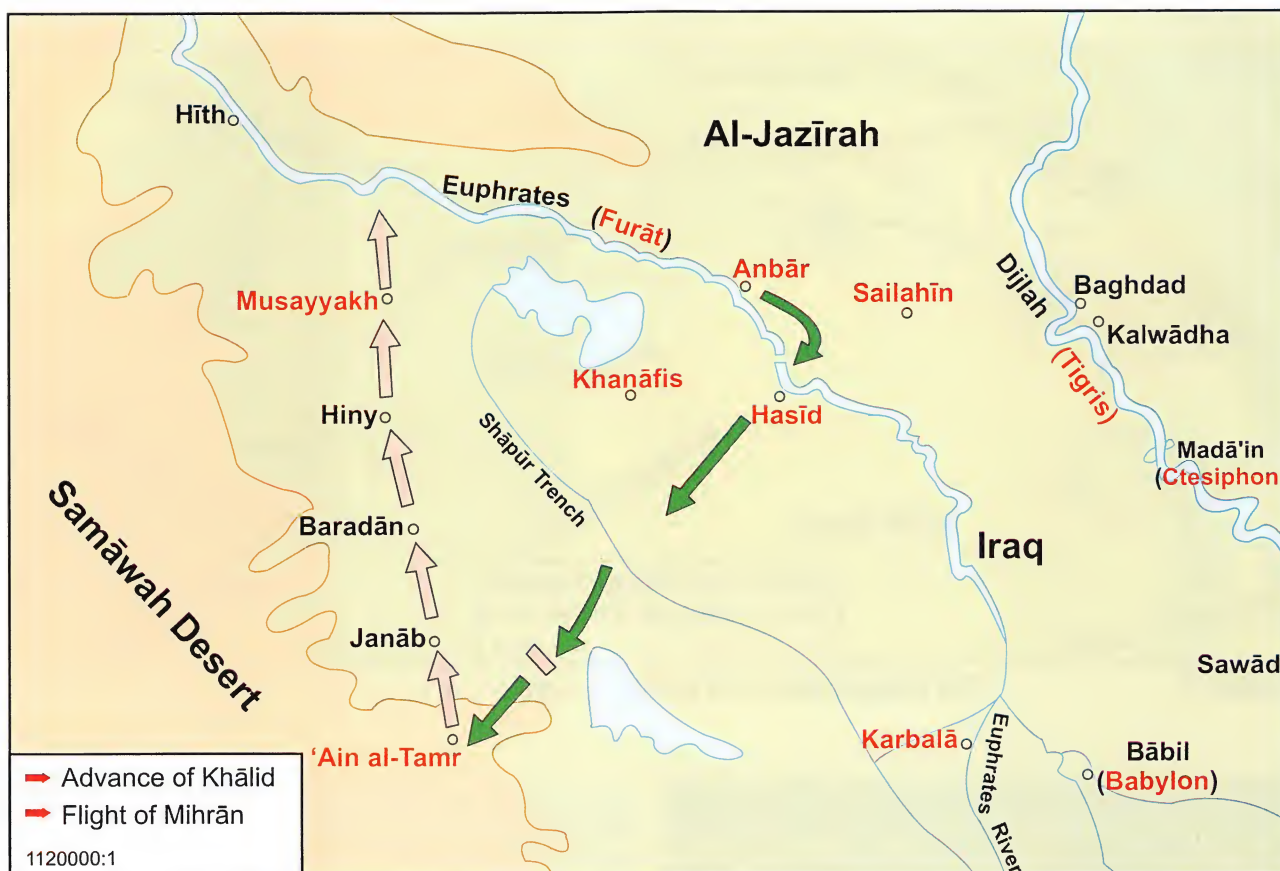 Hīth
Al-Jazīrah
Euphrates (Furāt)
Anbār
Sailahīn
Dijlah
(Tigris)
Baghdad
Kalwādha
Musayyakh
Khanāfis
Hasīd
Hiny
Shāpūr Trench
Madā'in
(Ctesiphon
Samāwah Desert
Baradān
Iraq
Janāb
Sawād
'Ain al-Tamr
Karbalā
Euphrates River
Bābil
(Babylon)
Advance of Khālid
Flight of Mihrān
1120000:1